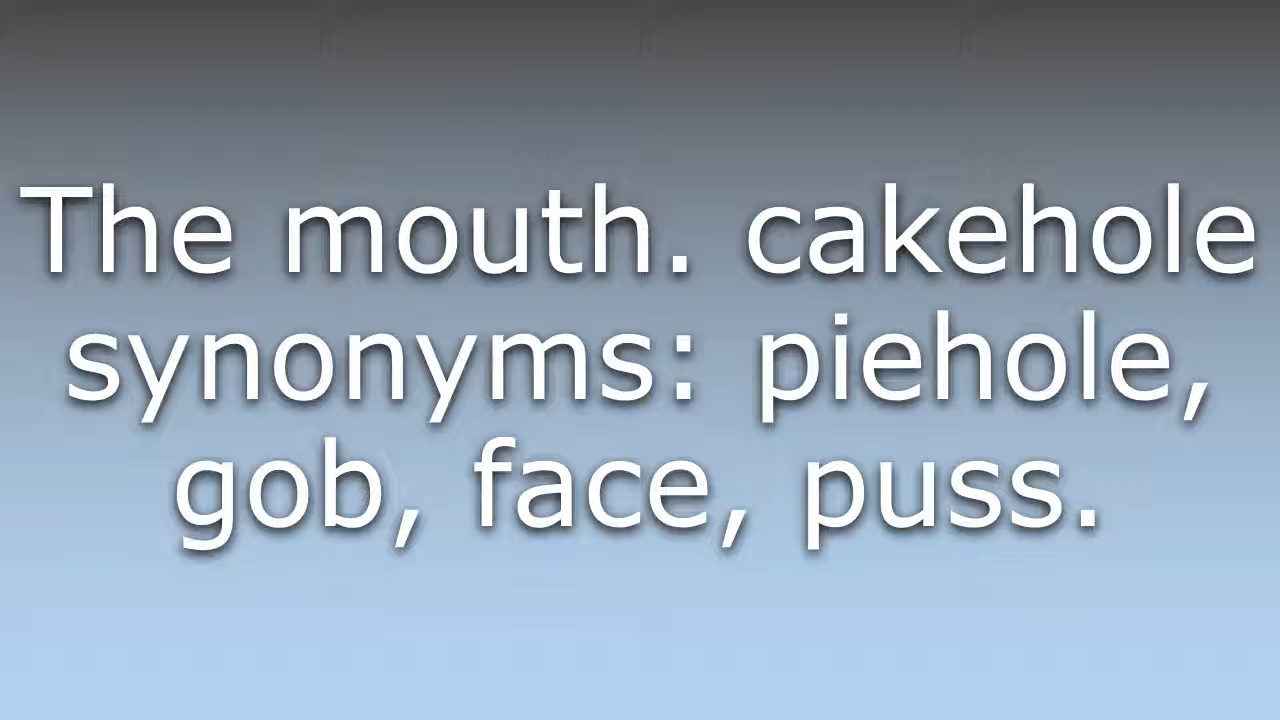 The mouth. cakehole
synonyms: piehole,
gob, face, puss.